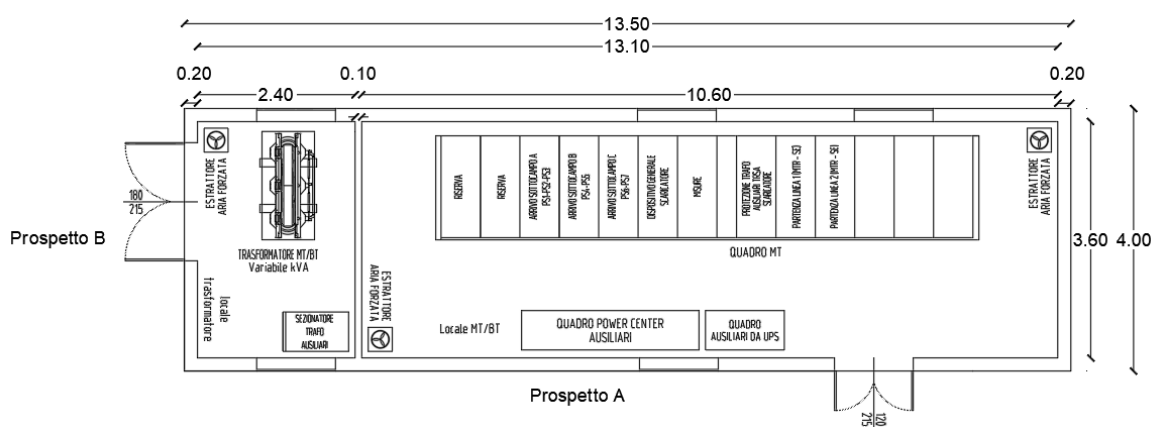 13.50
13.10
0.20
0.10
0.20
2.40
10.60
ESTRATTORE
ARIA FORZATA
TRASFORMATORE MT/BT
Variabile kVA
180
215
Prospetto B
locale
trasformatore
SEZIONATORE
TRAFO
AUSILIARI
ESTRATTORE
ARIA FORZATA
RISERVA
RISERVA
ARRIVO SOTTOCAMPO A
PS1-PS2-PS3
ARRIVO SOTTOCAMPO B
PS4-PS5
ARRIVO SOTTOCAMPO C
PS6-PS7
DISPOSITIVO GENERALE
SCARICATORE
MISURE
PROTEZIONE TRAFO
AUSILIARI TR/SA
SCARICATORE
PARTENZA LINEA 1 (MTR - SE)
PARTENZA LINEA 2 (MTR - SE)
QUADRO MT
ESTRATTORE
ARIA FORZATA
3.60
4.00
Locale MT/BT
QUADRO POWER CENTER
AUSILIARI
QUADRO
AUSILIARI DA UPS
Prospetto A
120
215